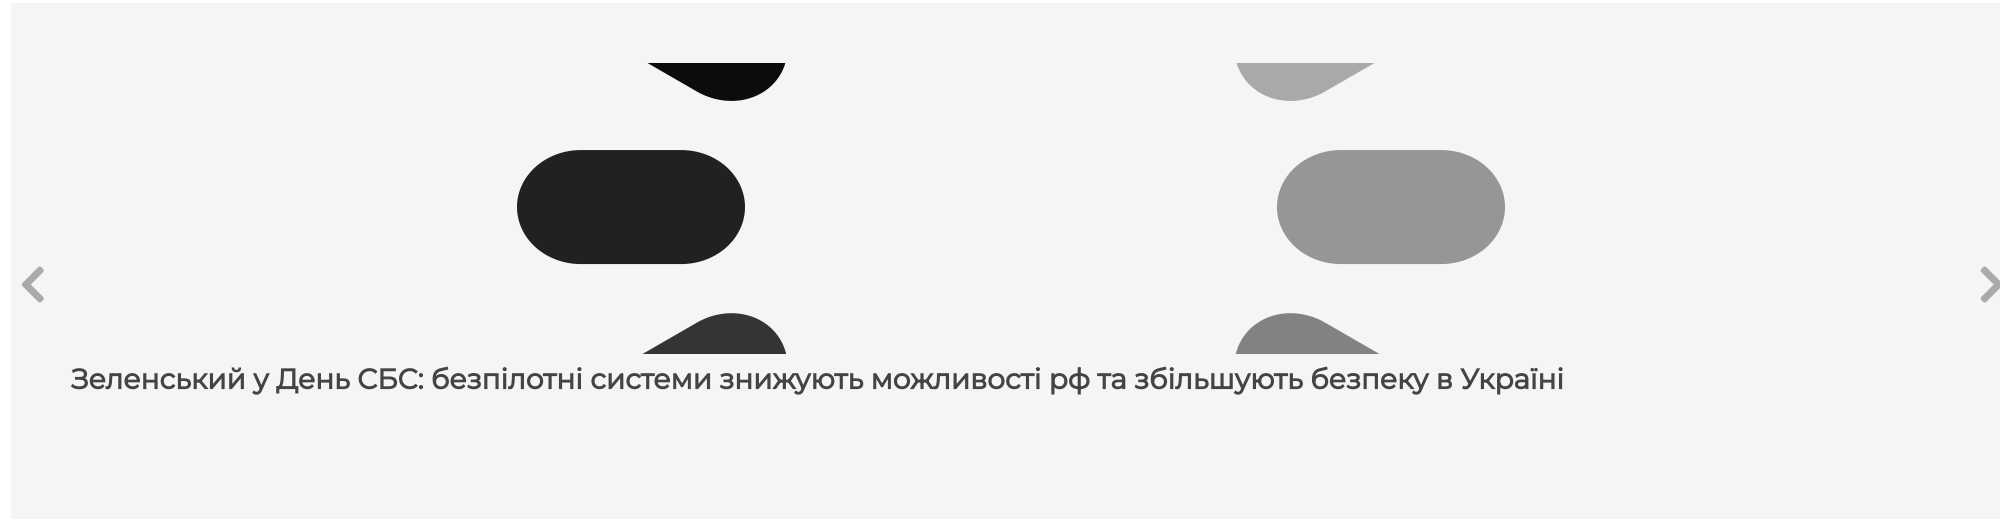 Зеленський у День СБС: безпілотні системи знижують можливості рф та збільшують безпеку в Україні